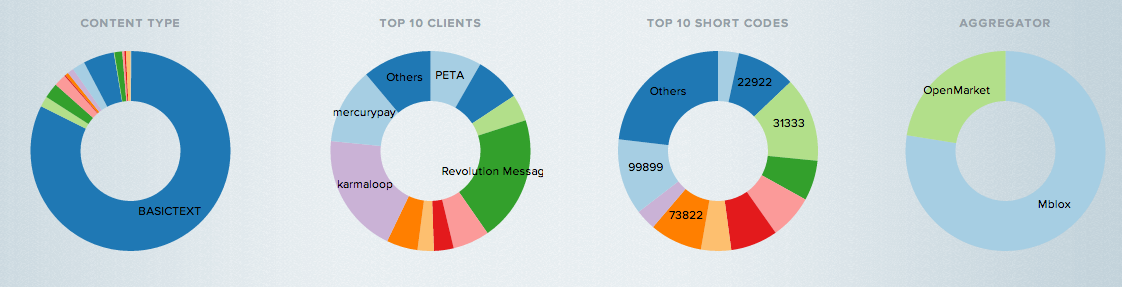 CONTENT TYPE
TOP 10 CLIENTS
TOP 10 SHORT CODES
AGGREGATOR
BASICTEXT
Others
PETA
mercurypay
Revolution Messag
karmaloop
Others
22922
31333
99899
73822
OpenMarket
Mblox